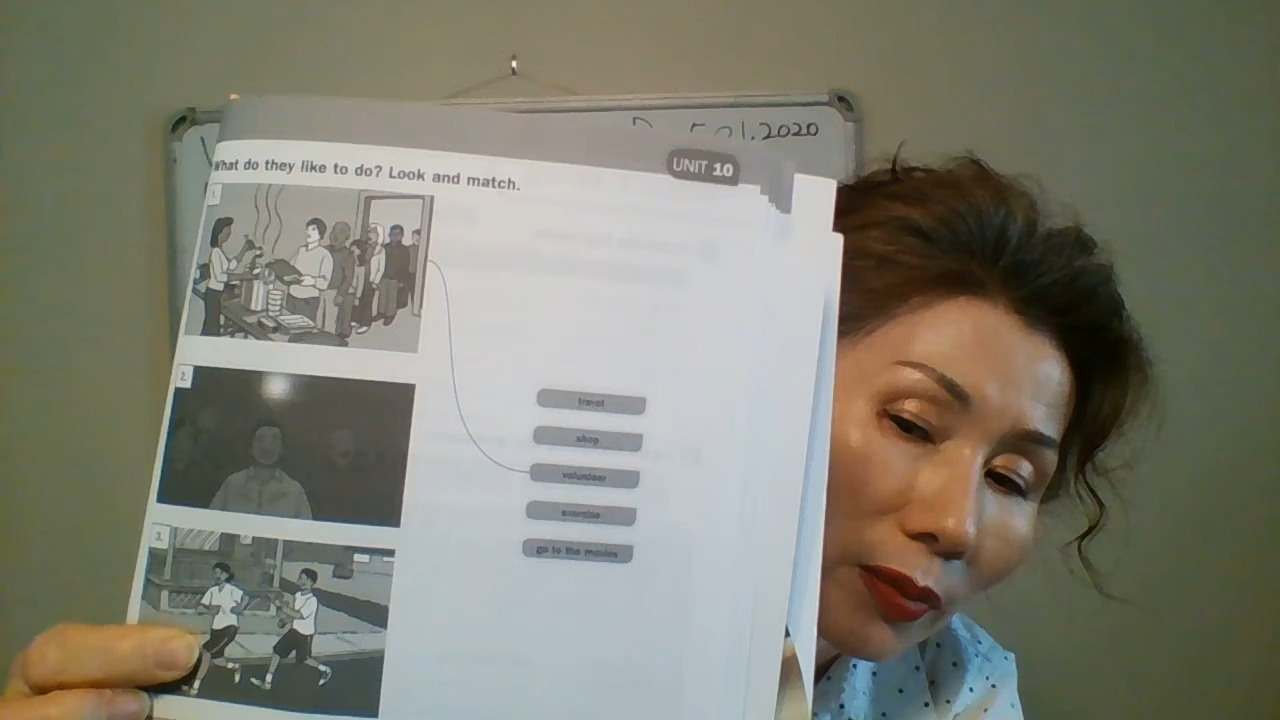 .2020
UNIT 10
What do they like to do? Look and match.
1.
2.
3.
travel
shop
volunteer
exercise
go to the movies